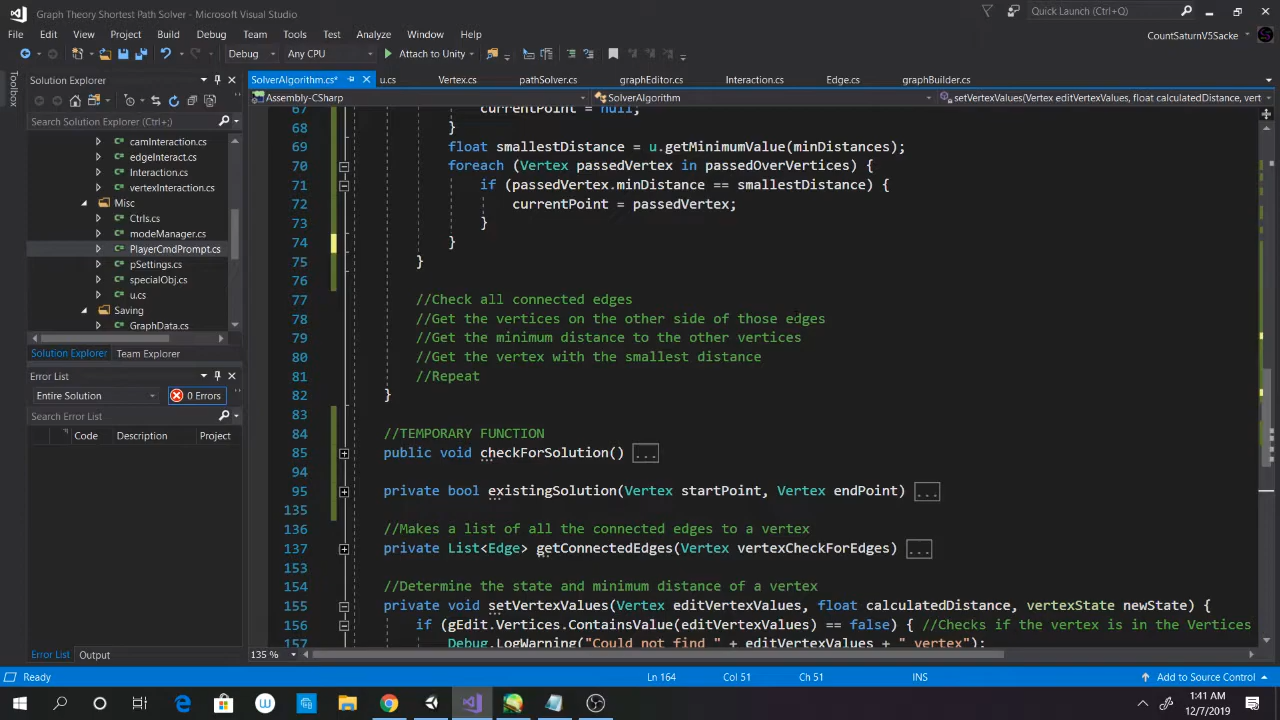 Graph Theory Shortest Path Solver - Microsoft Visual Studio
Quick Launch (Ctrl+;)
File Edit View Project Build Debug Team Tools Test Analyze Window Help
CountSaturnV5Sacke
Debug Any CPU Attach to Unity
Toolbox
Solution Explorer
SolverAlgorithm.cs* u.cs Vertex.cs pathSolver.cs graphEditor.cs Interaction.cs Edge.cs graphBuilder.cs
Assembly-CSharp SolverAlgorithm setVertexValues(Vertex editVertexValues, float calculatedDistance, vert
Search Solution Explorer (Ctrl+;)
camInteraction.cs
edgeInteract.cs
Interaction.cs
vertexInteraction.cs
Misc
Ctrls.cs
modeManager.cs
PlayerCmdPrompt.cs
pSettings.cs
specialObj.cs
u.cs
Saving
GraphData.cs
Solution Explorer Team Explorer
Error List
Entire Solution 0 Errors
Search Error List
Code Description Project
Error List Output
67 currentPoint = null;
68 }
69 float smallestDistance = u.getMinimumValue(minDistances);
70 foreach (Vertex passedVertex in passedOverVertices) {
71 if (passedVertex.minDistance == smallestDistance) {
72 currentPoint = passedVertex;
73 }
74 }
75 }
76
77 //Check all connected edges
78 //Get the vertices on the other side of those edges
79 //Get the minimum distance to the other vertices
80 //Get the vertex with the smallest distance
81 //Repeat
82 }
83
84 //TEMPORARY FUNCTION
85 public void checkForSolution() ...
94
95 private bool existingSolution(Vertex startPoint, Vertex endPoint) ...
135
136 //Makes a list of all the connected edges to a vertex
137 private List<Edge> getConnectedEdges(Vertex vertexCheckForEdges) ...
153
154 //Determine the state and minimum distance of a vertex
155 private void setVertexValues(Vertex editVertexValues, float calculatedDistance, vertexState newState) {
156 if (gEdit.Vertices.ContainsValue(editVertexValues) == false) { //Checks if the vertex is in the Vertices
157 Debug.LogWarning("Could not find " + editVertexValues + " vertex");
135 %
Ready Ln 164 Col 51 Ch 51 INS Add to Source Control
1:41 AM
12/7/2019